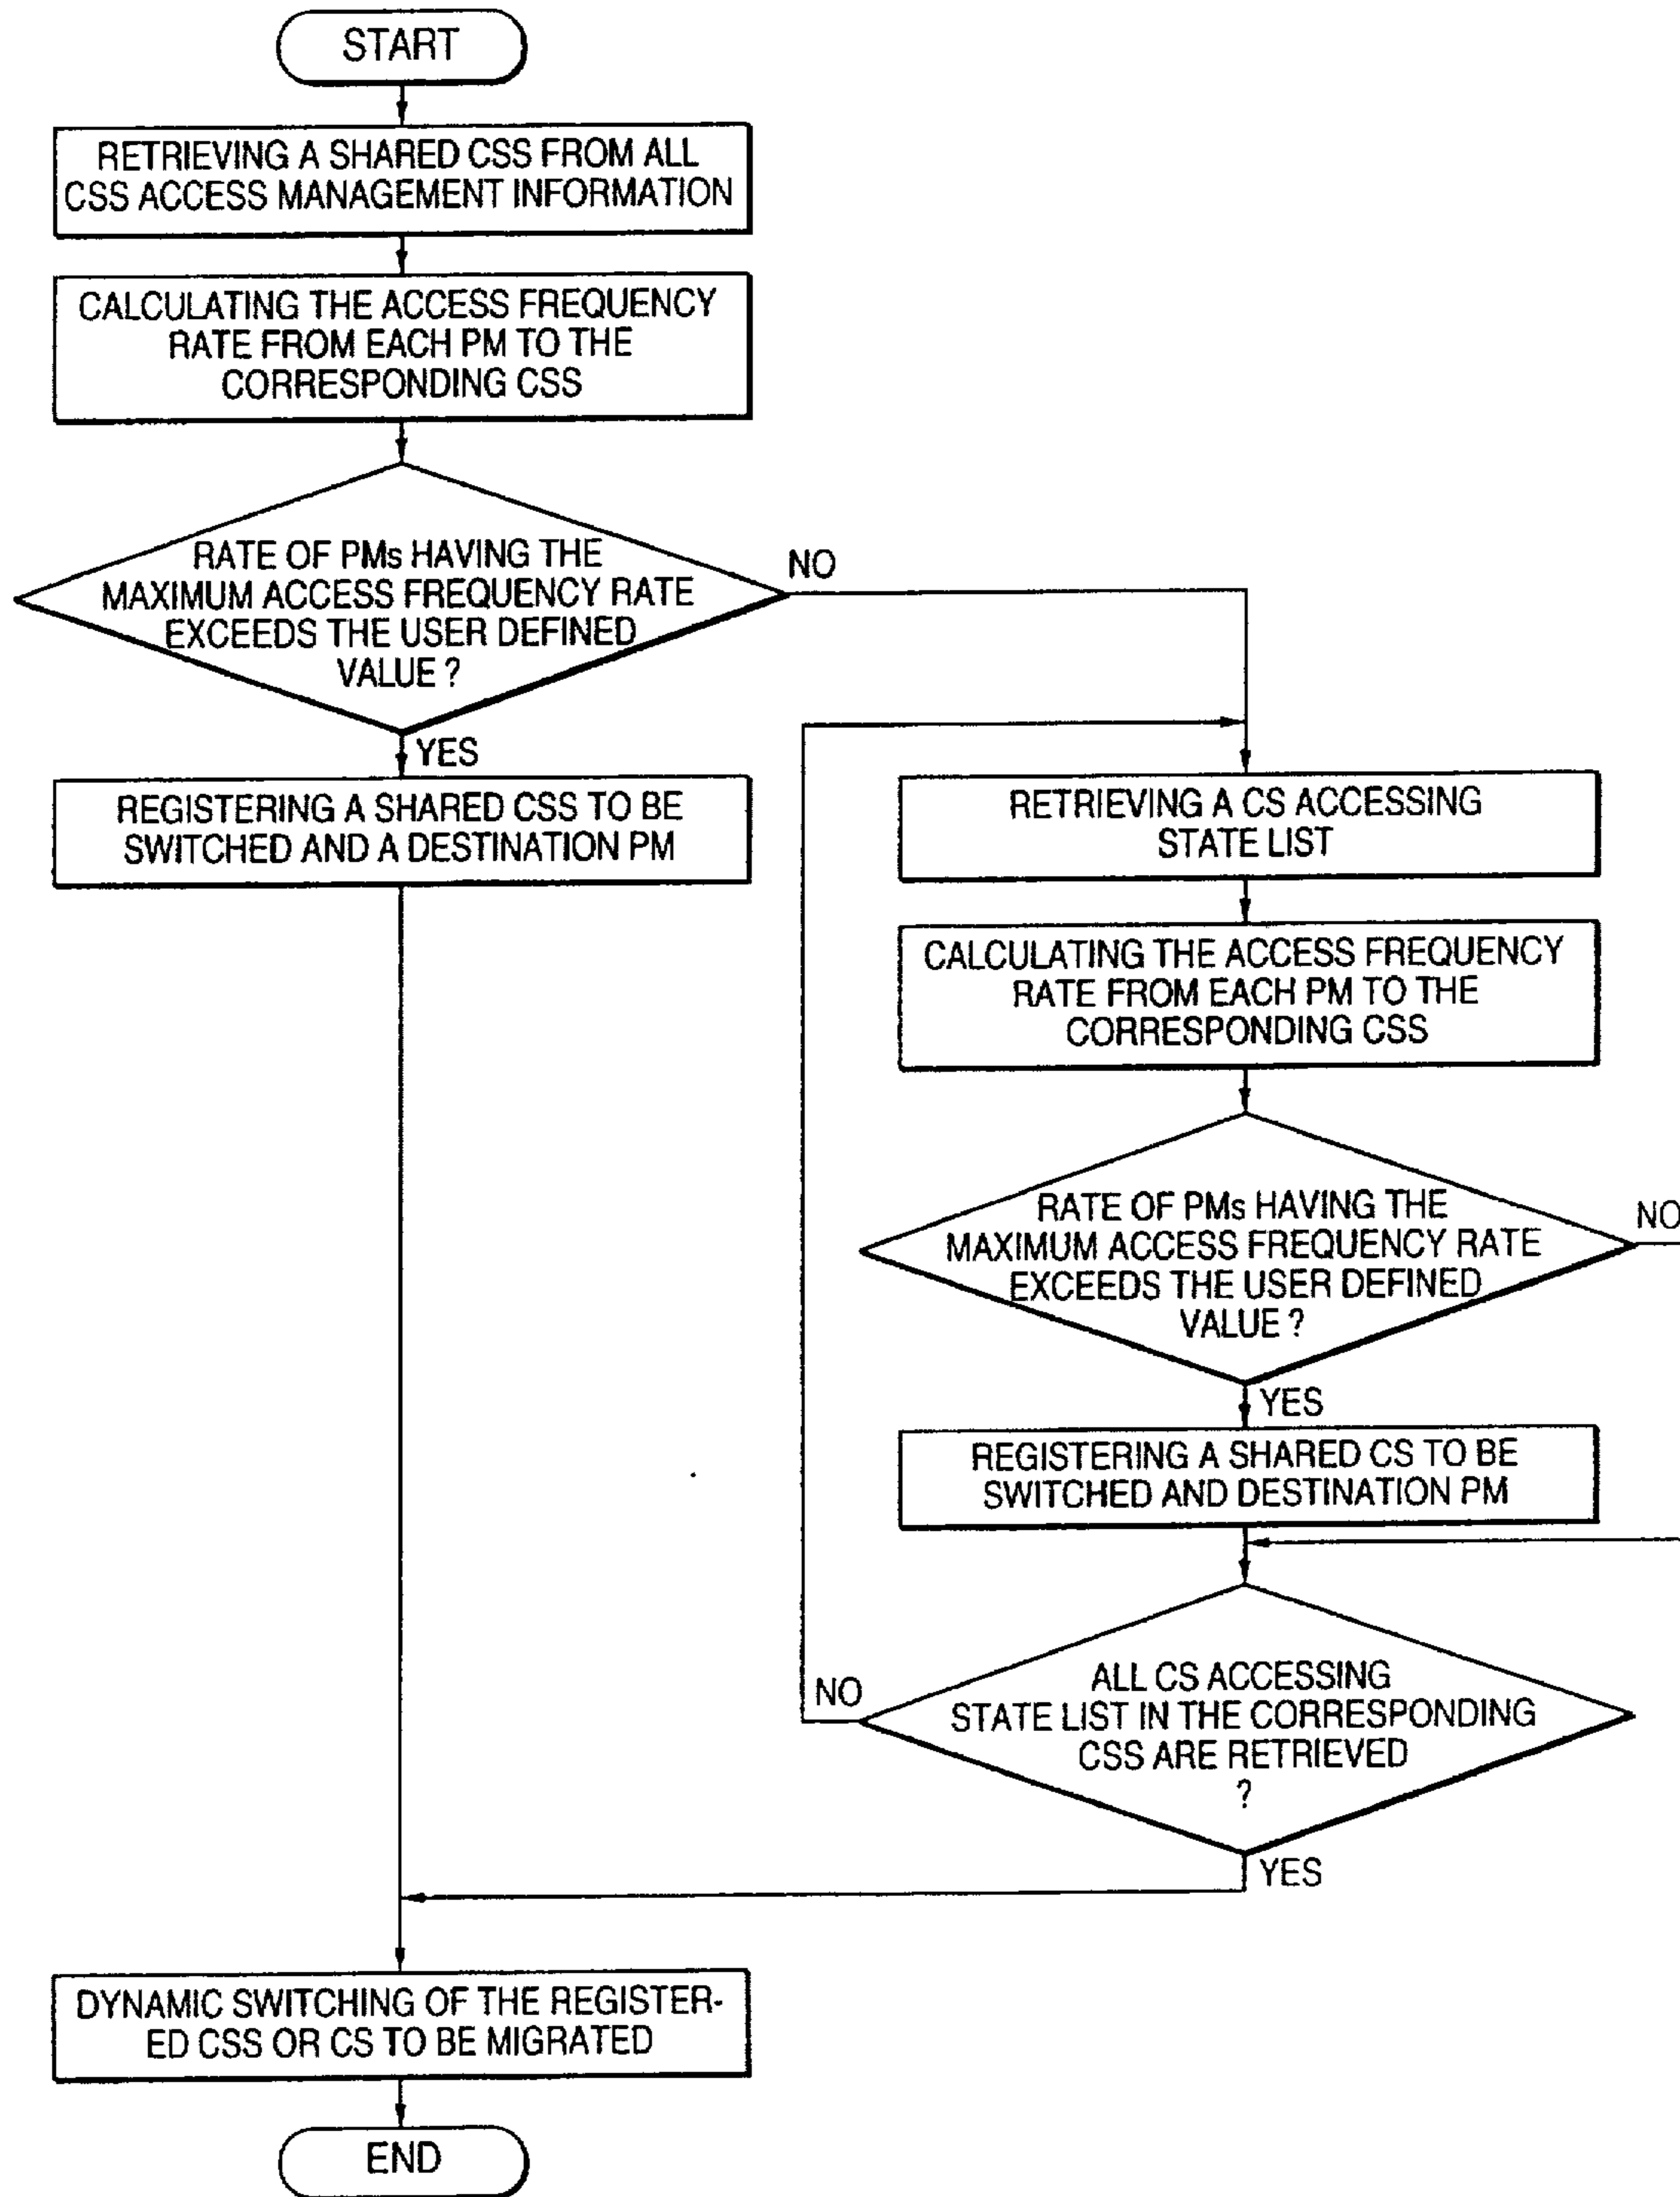 START
RETRIEVING A SHARED CSS FROM ALL
CSS ACCESS MANAGEMENT INFORMATION
CALCULATING THE ACCESS FREQUENCY
RATE FROM EACH PM TO THE
CORRESPONDING CSS
RATE OF PMs HAVING THE
MAXIMUM ACCESS FREQUENCY RATE
EXCEEDS THE USER DEFINED
VALUE ?
NO
YES
REGISTERING A SHARED CSS TO BE
SWITCHED AND A DESTINATION PM
RETRIEVING A CS ACCESSING
STATE LIST
CALCULATING THE ACCESS FREQUENCY
RATE FROM EACH PM TO THE
CORRESPONDING CSS
RATE OF PMs HAVING THE
MAXIMUM ACCESS FREQUENCY RATE
EXCEEDS THE USER DEFINED
VALUE ?
NO
YES
REGISTERING A SHARED CS TO BE
SWITCHED AND DESTINATION PM
ALL CS ACCESSING
STATE LIST IN THE CORRESPONDING
CSS ARE RETRIEVED
?
NO
YES
DYNAMIC SWITCHING OF THE REGISTER-
ED CSS OR CS TO BE MIGRATED
END